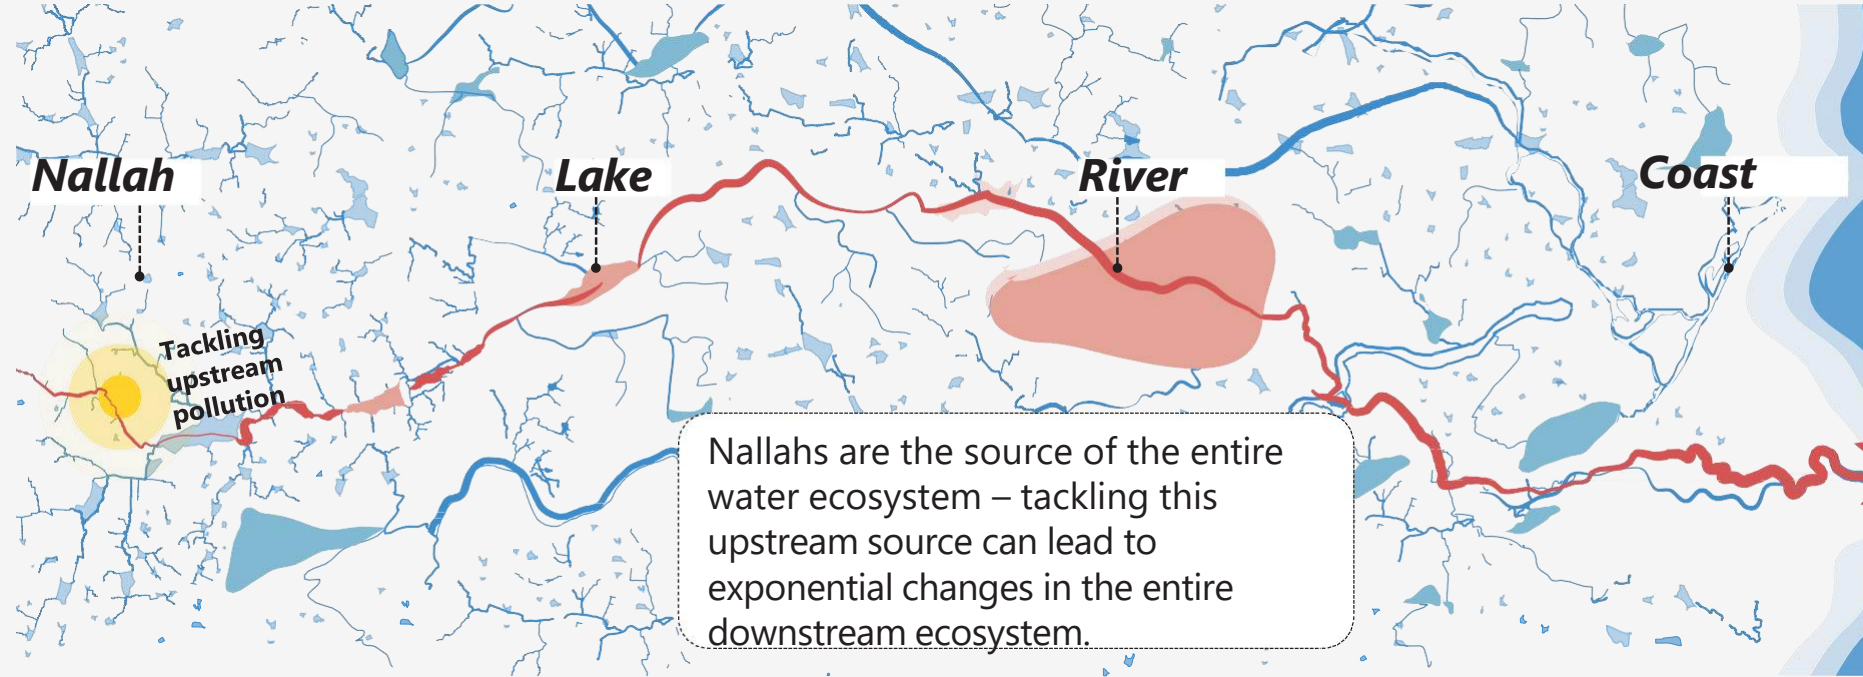 Nallah
Lake
River
Coast
Tackling
upstream
pollution
Nallahs are the source of the entire
water ecosystem – tackling this
upstream source can lead to
exponential changes in the entire
downstream ecosystem.